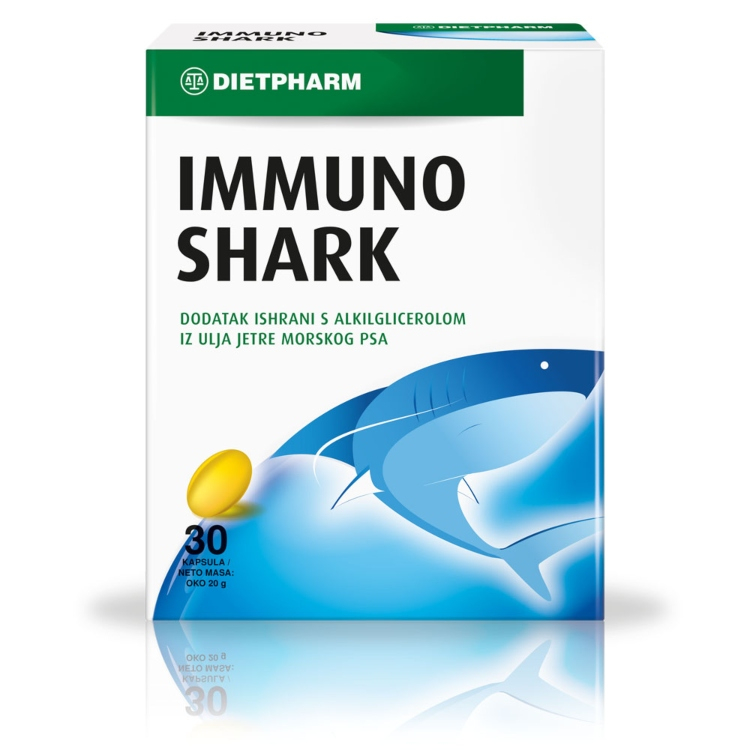 IMMUNO
SHARK
DIETPHARM
DIETPHARM
IMMUNO
SHARK
DODATAK ISHRANI S ALKILGLICEROLOM
IZ ULJA JETRE MORSKOG PSA
30
KAPSULA /
NETO MASA:
OKO 20 g